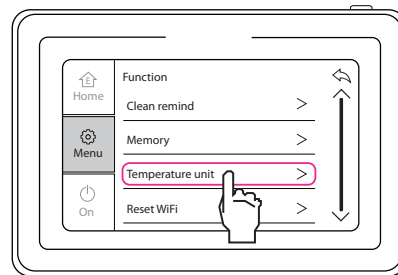 E
Home
Menu
On
Function
Clean remind
Memory
Temperature unit
Reset WiFi